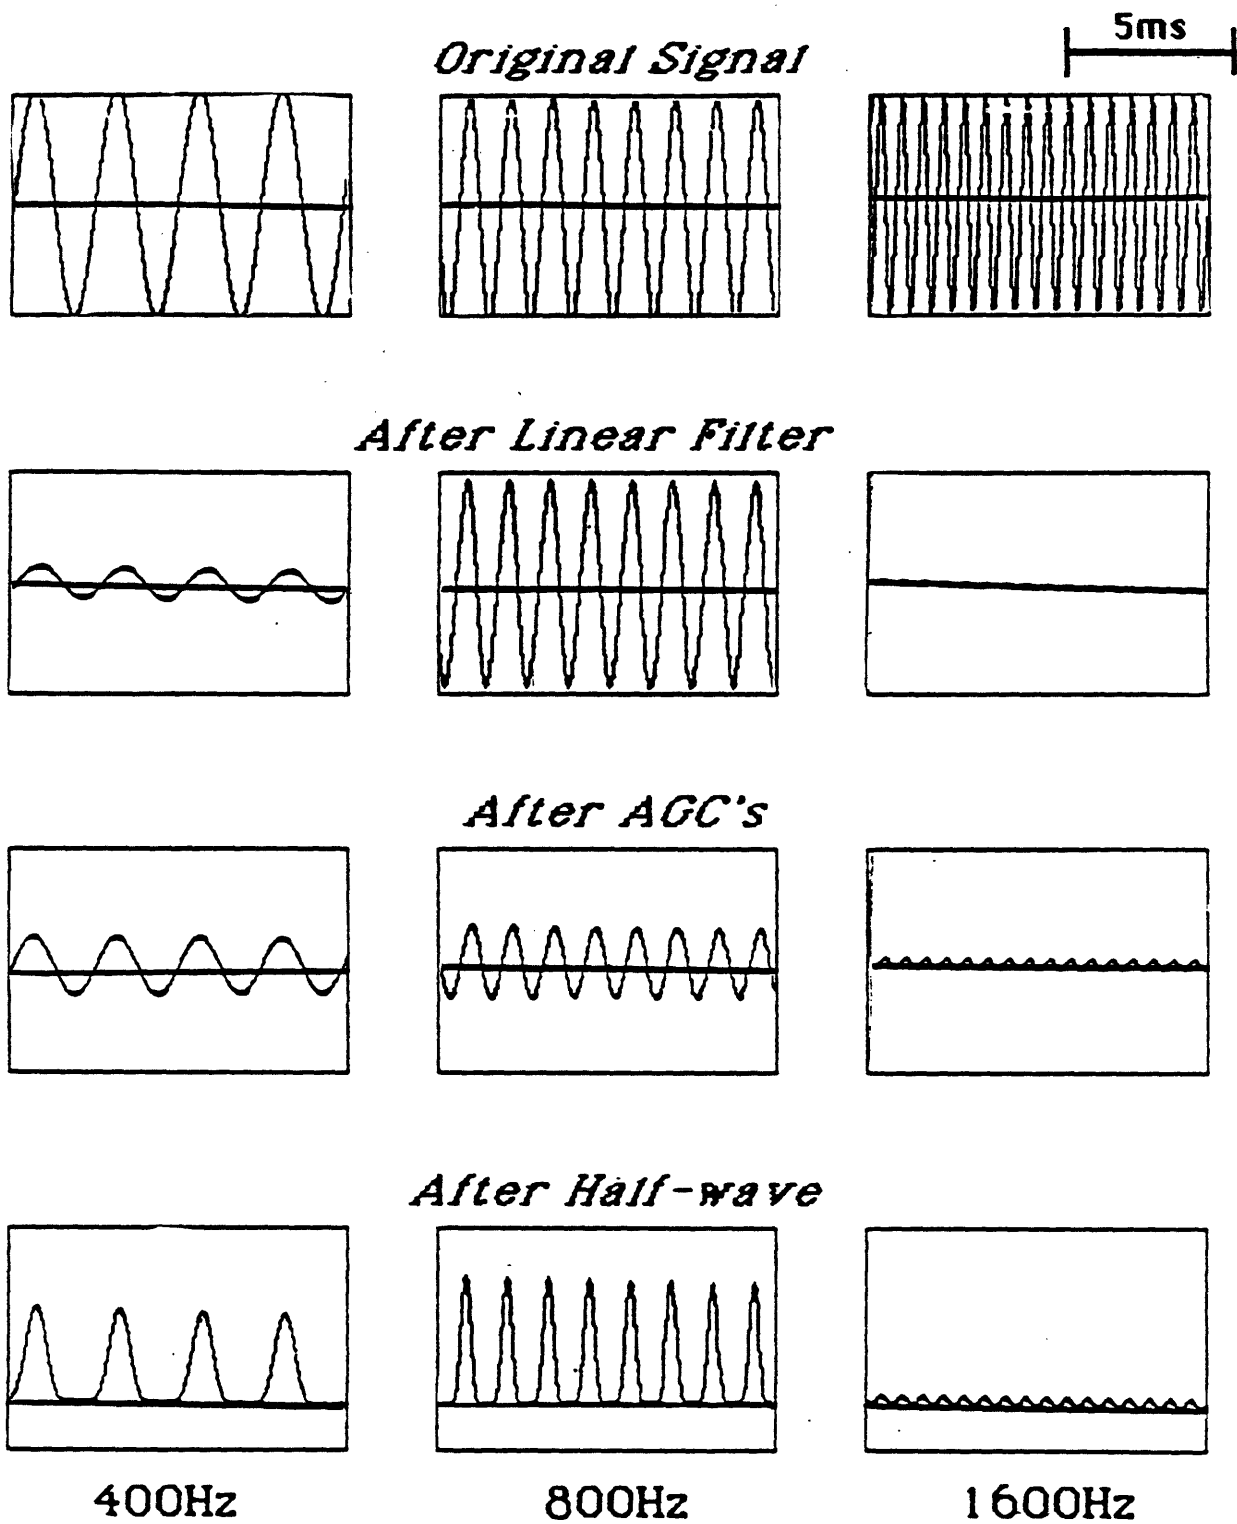 5ms
Original Signal
After Linear Filter
After AGC's
After Half-wave
400Hz
800Hz
1600Hz